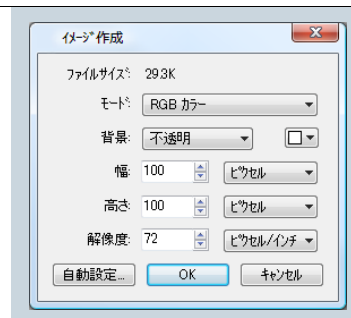 ｲﾒｰｼﾞ作成
ﾌｧｲﾙｻｲｽﾞ: 29.3K
ﾓｰﾄﾞ: RGB ｶﾗｰ
背景: 不透明
幅: 100 ﾋﾟｸｾﾙ
高さ: 100 ﾋﾟｸｾﾙ
解像度: 72 ﾋﾟｸｾﾙ/ｲﾝﾁ
自動設定... OK ｷｬﾝｾﾙ